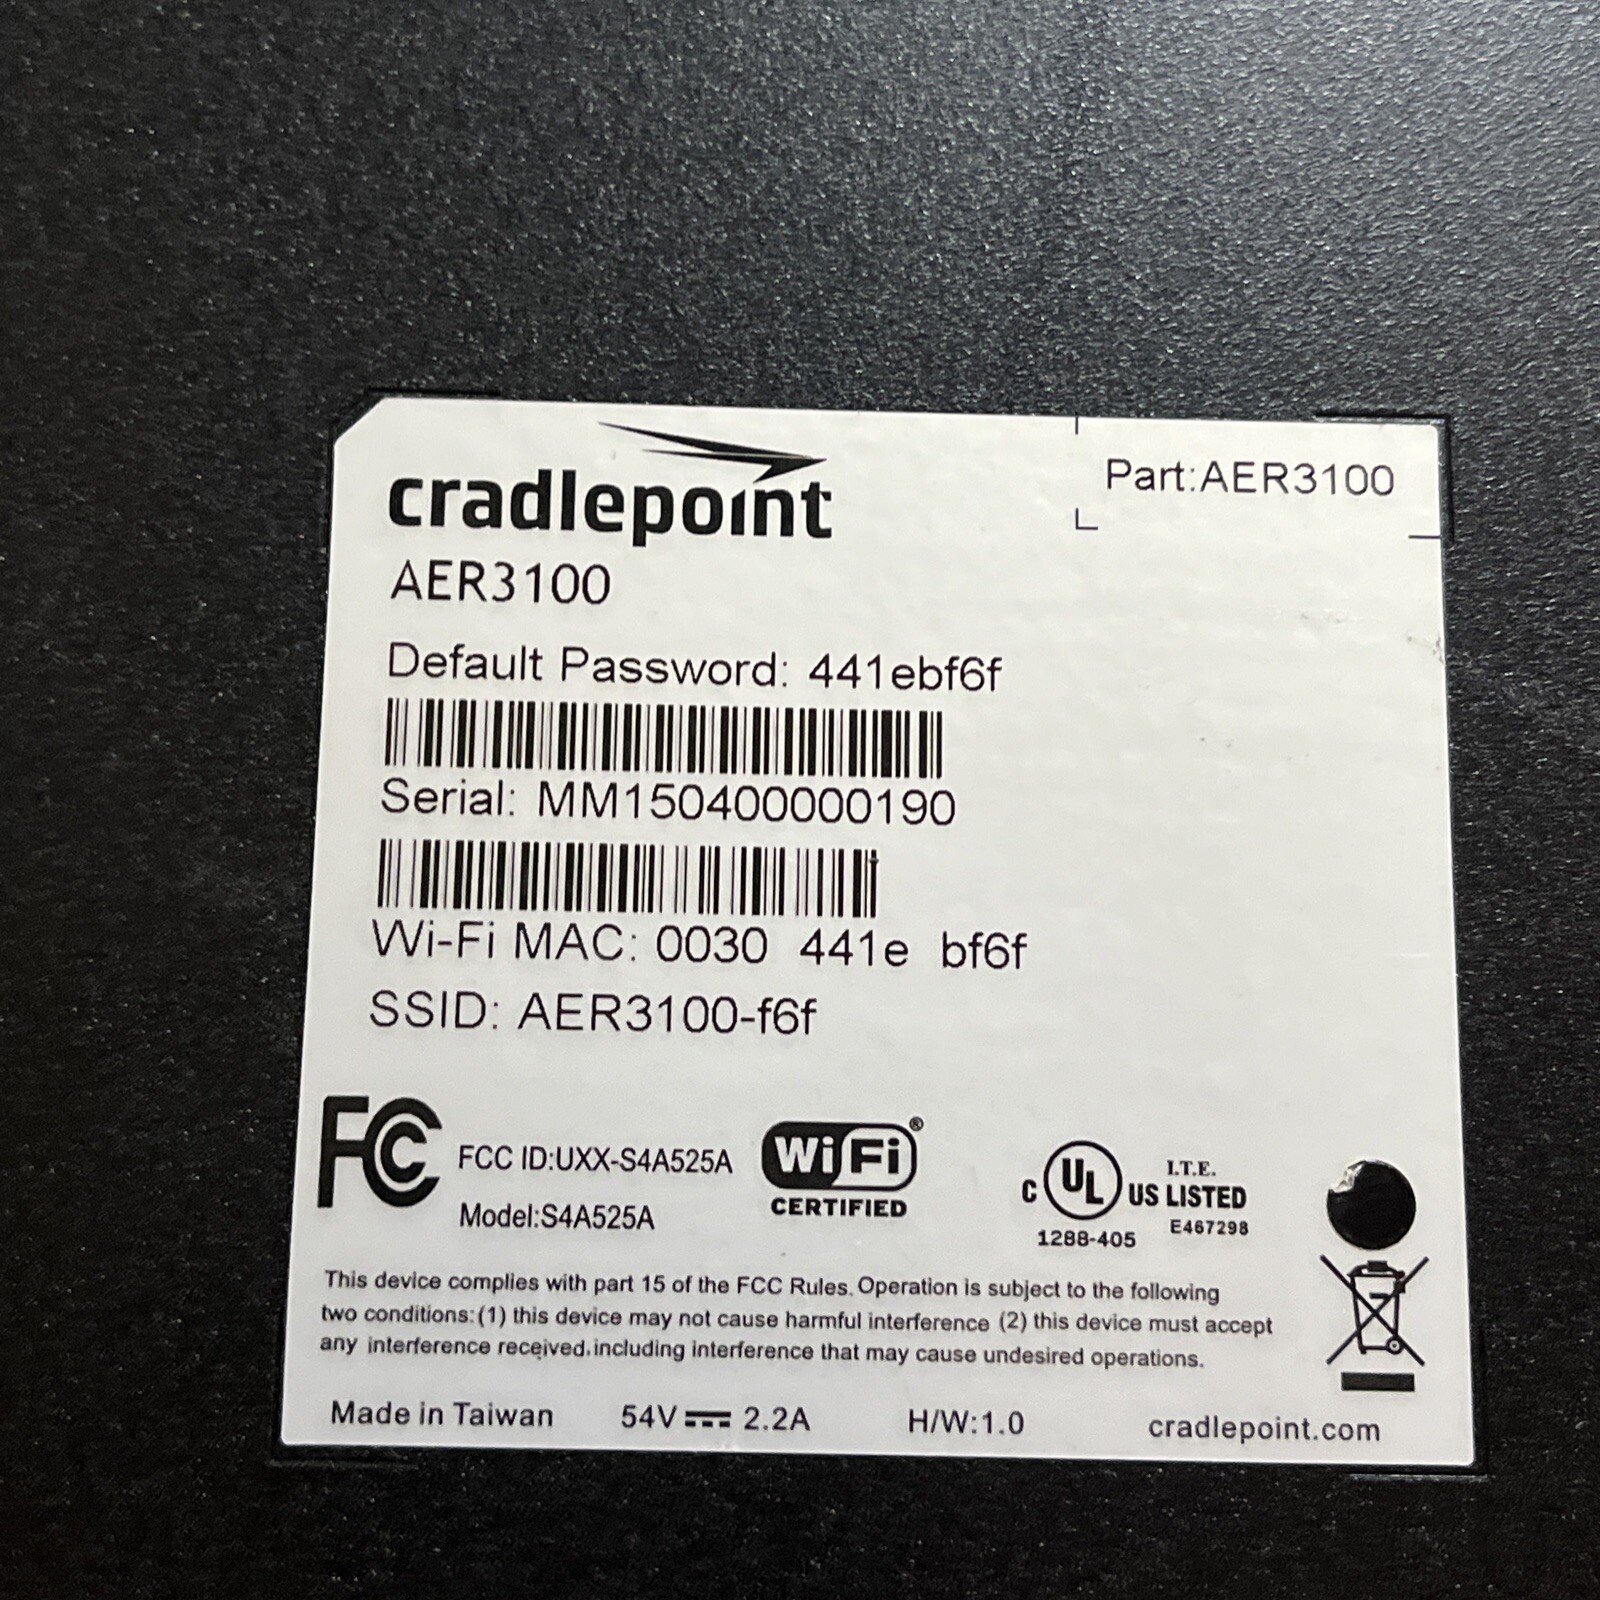 cradlepoint
Part:AER3100
AER3100
Default Password: 441ebf6f
Serial: MM150400000190
Wi-Fi MAC: 0030 441e bf6f
SSID: AER3100-f6f
FC
FCC ID:UXX-S4A525A
Model:S4A525A
Wi Fi ®
CERTIFIED
C UL US LISTED
I.T.E.
1288-405
E467298
This device complies with part 15 of the FCC Rules. Operation is subject to the following
two conditions:(1) this device may not cause harmful interference (2) this device must accept
any interference received,including interference that may cause undesired operations.
Made in Taiwan 54V 2.2A H/W:1.0 cradlepoint.com